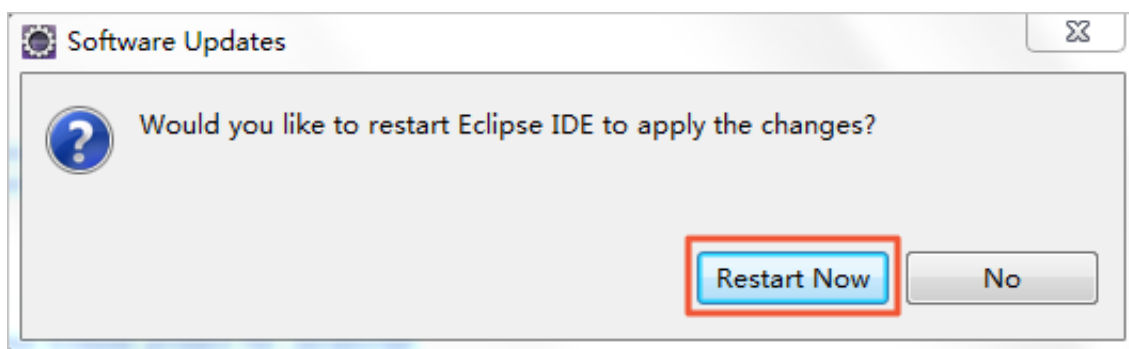 Software Updates
Would you like to restart Eclipse IDE to apply the changes?
Restart Now
No